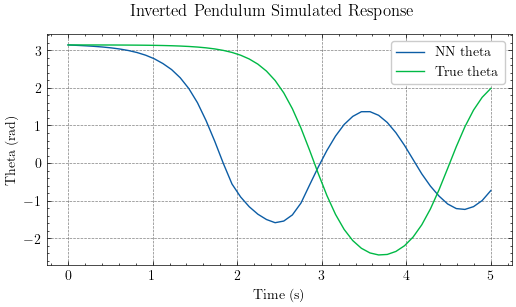 Inverted Pendulum Simulated Response
NN theta
True theta
Theta (rad)
3
2
1
0
−1
−2
0 1 2 3 4 5
Time (s)